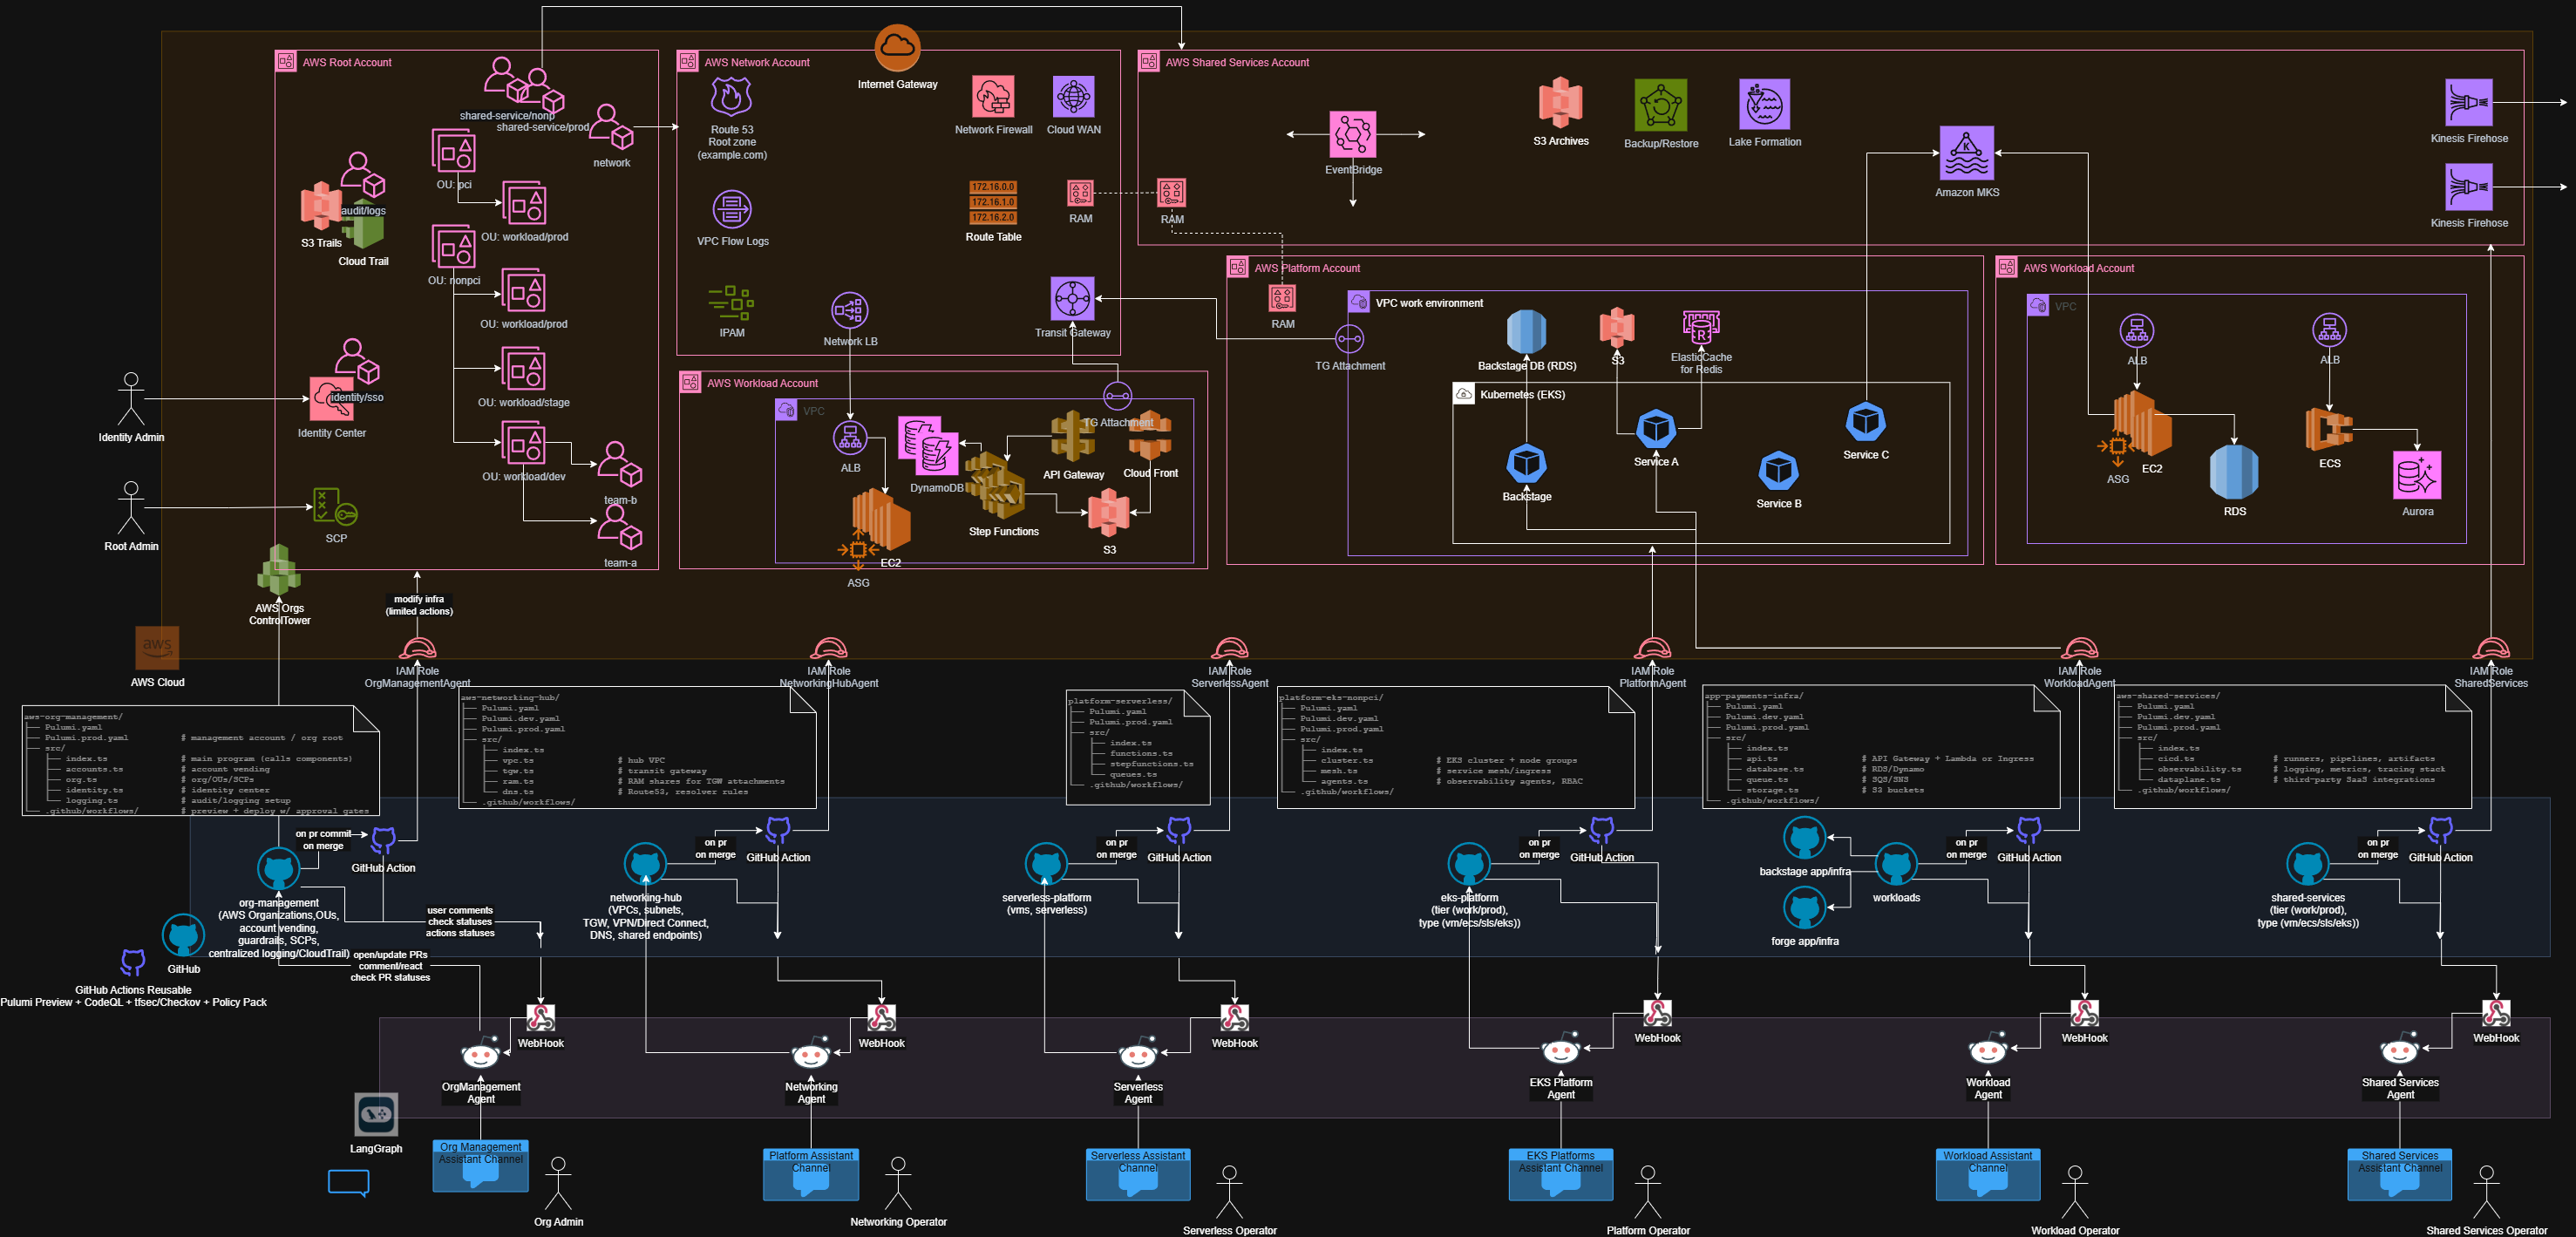 AWS Root Account
shared-service/nonp
shared-service/prod
network
OU: pci
OU: workload/prod
audit/logs
S3 Trails
Cloud Trail
OU: nonpci
OU: workload/prod
OU: workload/stage
identity/sso
Identity Center
OU: workload/dev
team-b
team-a
SCP
Identity Admin
Root Admin
AWS Orgs
ControlTower
modify infra
(limited actions)
aws
AWS Cloud
AWS Network Account
Internet Gateway
Route 53
Root zone
(example.com)
Network Firewall
Cloud WAN
VPC Flow Logs
172.16.0.0
172.16.1.0
172.16.2.0
Route Table
RAM
IPAM
Network LB
Transit Gateway
AWS Workload Account
VPC
TG Attachment
ALB
DynamoDB
API Gateway
Cloud Front
Step Functions
S3
EC2
ASG
AWS Shared Services Account
EventBridge
S3 Archives
Backup/Restore
Lake Formation
K
Amazon MKS
Kinesis Firehose
Kinesis Firehose
RAM
AWS Platform Account
RAM
VPC work environment
TG Attachment
Backstage DB (RDS)
S3
R
ElasticCache
for Redis
Kubernetes (EKS)
Backstage
Service A
Service B
Service C
AWS Workload Account
VPC
ALB
ALB
EC2
ASG
RDS
ECS
Aurora
IAM Role
OrgManagementAgent
IAM Role
NetworkingHubAgent
IAM Role
ServerlessAgent
IAM Role
PlatformAgent
IAM Role
WorkloadAgent
IAM Role
SharedServices
aws-org-management/
├── Pulumi.yaml
├── Pulumi.prod.yaml # management account / org root
├── src/
│ ├── index.ts # main program (calls components)
│ ├── accounts.ts # account vending
│ ├── org.ts # org/OUs/SCPs
│ ├── identity.ts # identity center
│ └── logging.ts # audit/logging setup
└── .github/workflows/ # preview + deploy w/ approval gates
aws-networking-hub/
├── Pulumi.yaml
├── Pulumi.dev.yaml
├── Pulumi.prod.yaml
├── src/
│ ├── index.ts
│ ├── vpc.ts # hub VPC
│ ├── tgw.ts # transit gateway
│ ├── ram.ts # RAM shares for TGW attachments
│ └── dns.ts # Route53, resolver rules
└── .github/workflows/
platform-serverless/
├── Pulumi.yaml
├── Pulumi.prod.yaml
├── src/
│ ├── index.ts
│ ├── functions.ts
│ ├── stepfunctions.ts
│ └── queues.ts
└── .github/workflows/
platform-eks-nonpci/
├── Pulumi.yaml
├── Pulumi.dev.yaml
├── Pulumi.prod.yaml
├── src/
│ ├── index.ts
│ ├── cluster.ts # EKS cluster + node groups
│ ├── mesh.ts # service mesh/ingress
│ └── agents.ts # observability agents, RBAC
└── .github/workflows/
app-payments-infra/
├── Pulumi.yaml
├── Pulumi.dev.yaml
├── Pulumi.prod.yaml
├── src/
│ ├── index.ts
│ ├── api.ts # API Gateway + Lambda or Ingress
│ ├── database.ts # RDS/Dynamo
│ ├── queue.ts # SQS/SNS
│ └── storage.ts # S3 buckets
└── .github/workflows/
aws-shared-services/
├── Pulumi.yaml
├── Pulumi.dev.yaml
├── Pulumi.prod.yaml
├── src/
│ ├── index.ts
│ ├── cicd.ts # runners, pipelines, artifacts
│ ├── observability.ts # logging, metrics, tracing stack
│ └── dataplane.ts # third-party SaaS integrations
└── .github/workflows/
on pr commit
on merge
GitHub Action
org-management
(AWS Organizations,OUs,
account vending,
guardrails, SCPs,
centralized logging/CloudTrail)
user comments
check statuses
actions statuses
open/update PRs
comment/react
check PR statuses
GitHub
GitHub Actions Reusable
Pulumi Preview + CodeQL + tfsec/Checkov + Policy Pack
on pr
on merge
GitHub Action
networking-hub
(VPCs, subnets,
TGW, VPN/Direct Connect,
DNS, shared endpoints)
on pr
on merge
GitHub Action
serverless-platform
(vms, serverless)
on pr
on merge
GitHub Action
eks-platform
(tier (work/prod),
type (vm/ecs/sls/eks))
backstage app/infra
forge app/infra
workloads
on pr
on merge
GitHub Action
on pr
on merge
GitHub Action
shared-services
(tier (work/prod),
type (vm/ecs/sls/eks))
WebHook
WebHook
WebHook
WebHook
WebHook
WebHook
OrgManagement
Agent
Networking
Agent
Serverless
Agent
EKS Platform
Agent
Workload
Agent
Shared Services
Agent
LangGraph
Org Management
Assistant Channel
Platform Assistant
Channel
Serverless Assistant
Channel
EKS Platforms
Assistant Channel
Workload Assistant
Channel
Shared Services
Assistant Channel
Org Admin
Networking Operator
Serverless Operator
Platform Operator
Workload Operator
Shared Services Operator